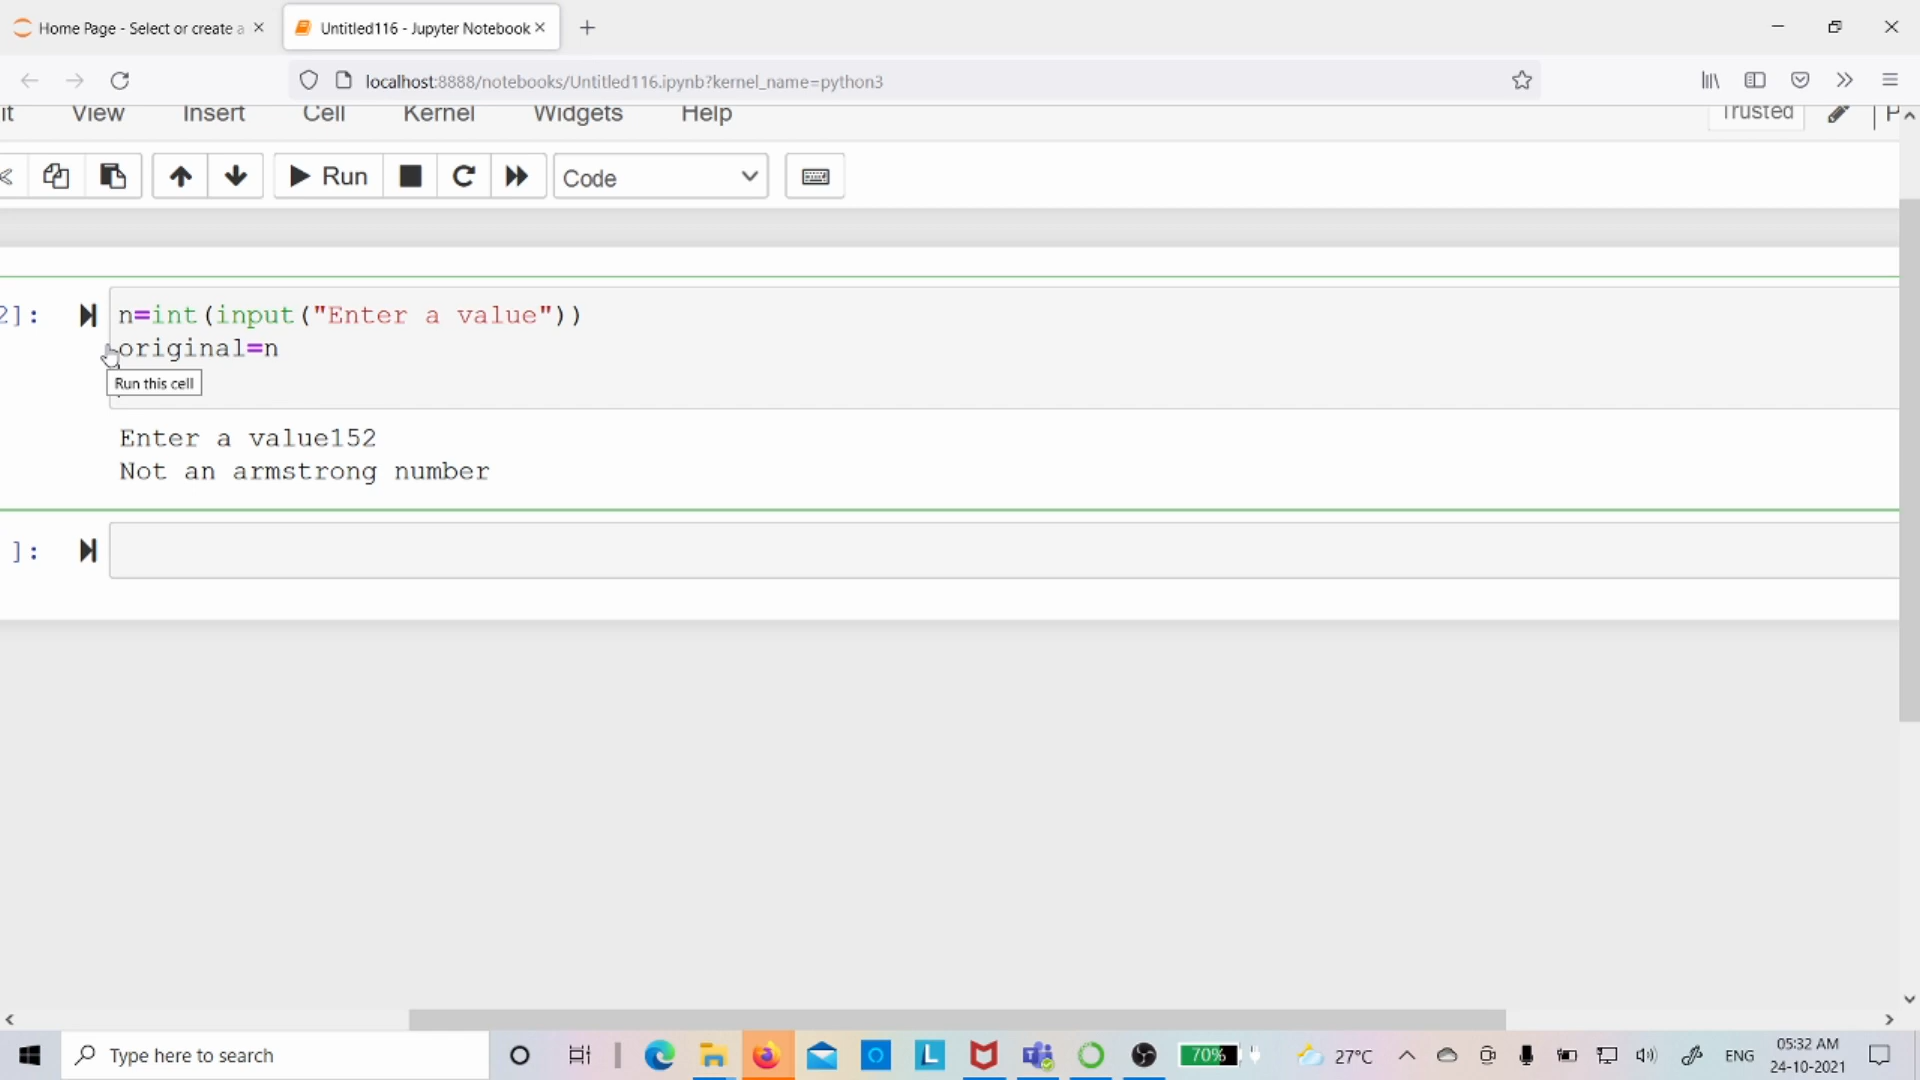 Home Page - Select or create a
Untitled116 - Jupyter Notebook
localhost:8888/notebooks/Untitled116.ipynb?kernel_name=python3
it View Insert Cell Kernel Widgets Help Trusted P
Run Code
2]: n=int(input("Enter a value"))
original=n
Run this cell
Enter a value152
Not an armstrong number
]:
Type here to search
L
70%
27°C
ENG
05:32 AM
24-10-2021